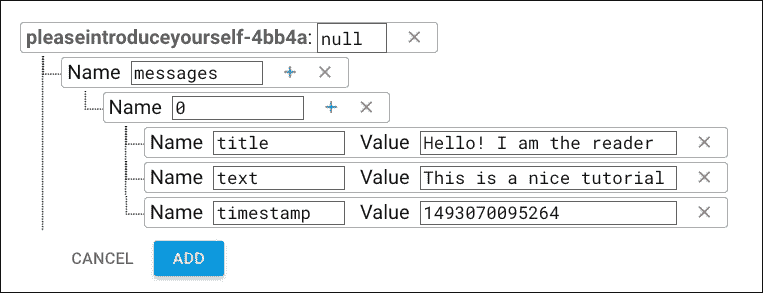 pleaseintroduceyourself-4bb4a: null ×
Name messages + ×
Name 0 + ×
Name title Value Hello! I am the reader ×
Name text Value This is a nice tutorial ×
Name timestamp Value 1493070095264 ×
CANCEL ADD